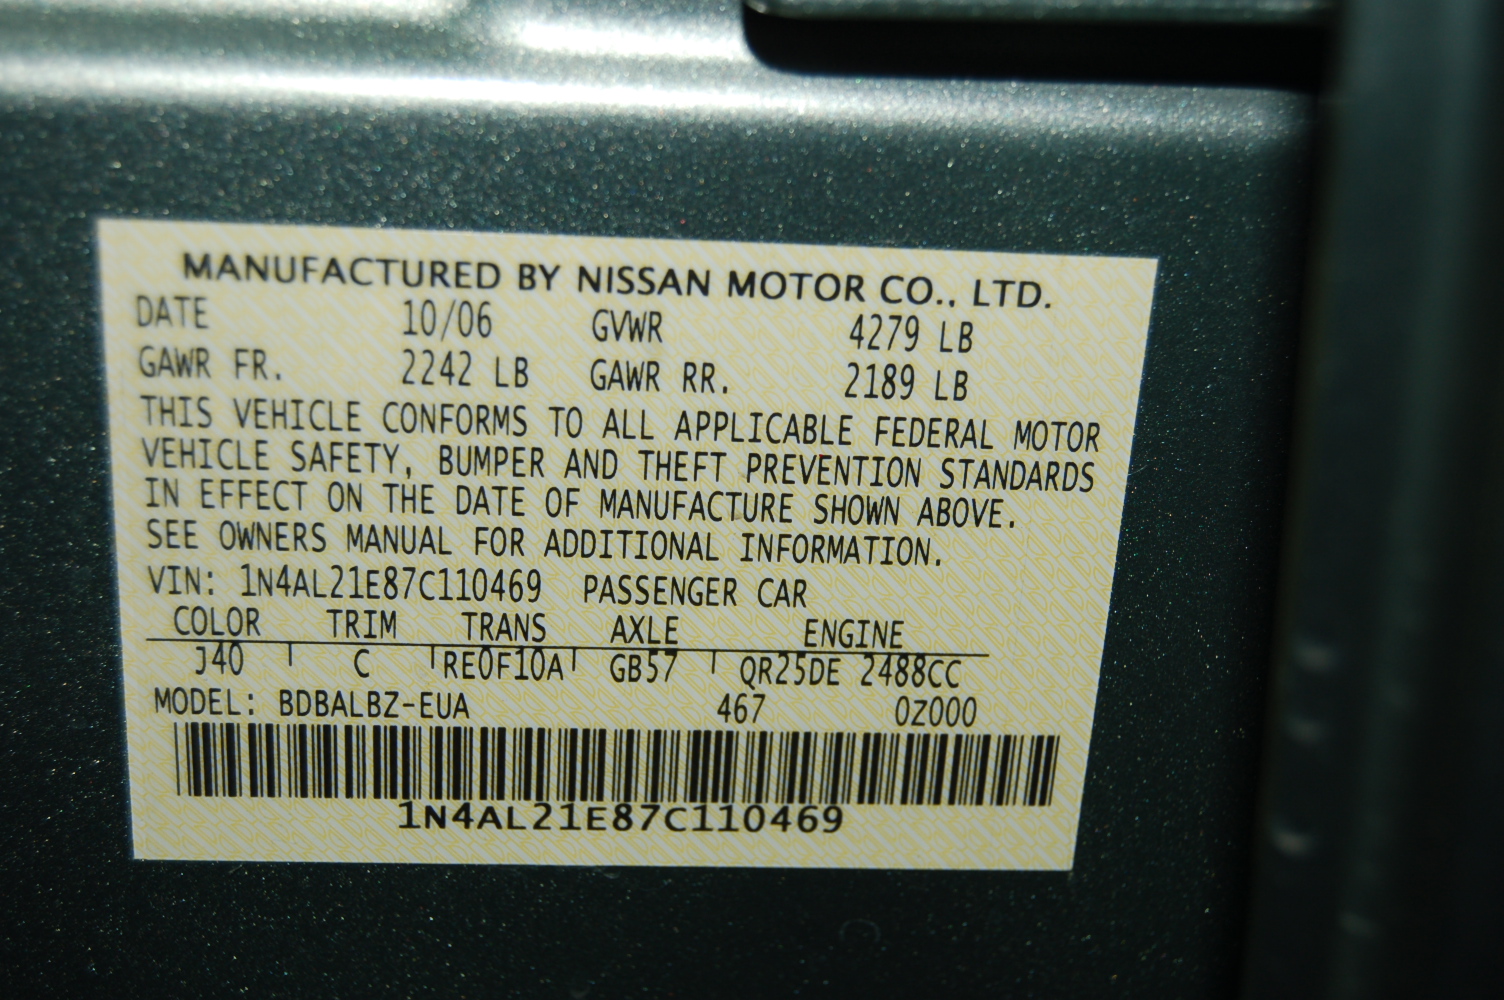 MANUFACTURED BY NISSAN MOTOR CO., LTD.
DATE 10/06 GVWR 4279 LB
GAWR FR. 2242 LB GAWR RR. 2189 LB
THIS VEHICLE CONFORMS TO ALL APPLICABLE FEDERAL MOTOR
VEHICLE SAFETY, BUMPER AND THEFT PREVENTION STANDARDS
IN EFFECT ON THE DATE OF MANUFACTURE SHOWN ABOVE.
SEE OWNERS MANUAL FOR ADDITIONAL INFORMATION.
VIN: 1N4AL21E87C110469 PASSENGER CAR
COLOR TRIM TRANS AXLE ENGINE
J40 C RE0F10A GB57 QR25DE 2488CC
MODEL: BDBALBZ-EUA 467 0Z000
1N4AL21E87C110469